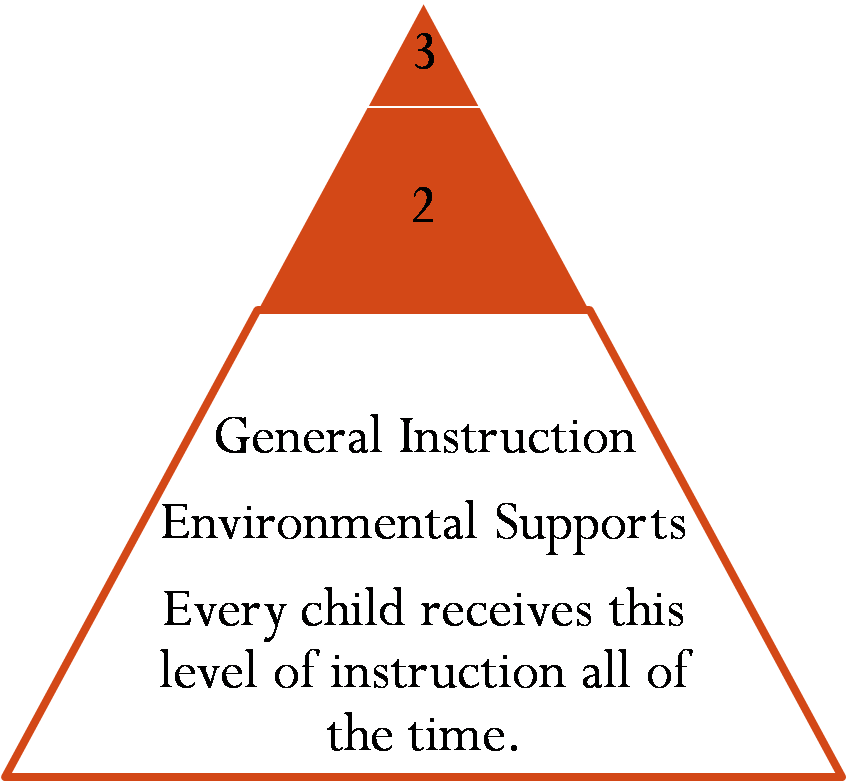 3
2
General Instruction
Environmental Supports
Every child receives this
level of instruction all of
the time.